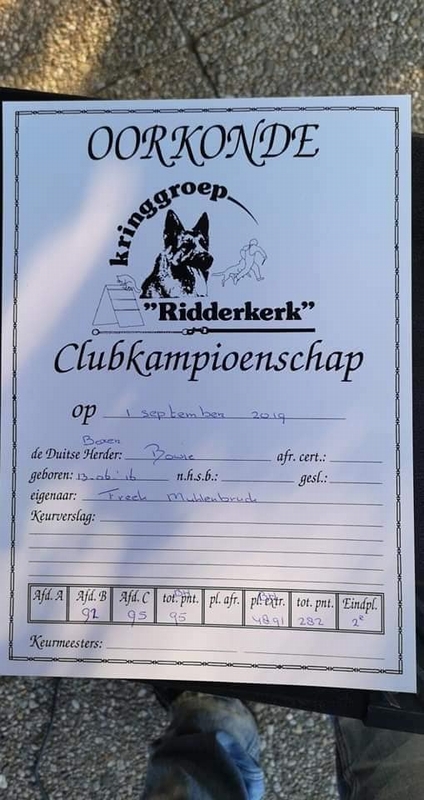 OORKONDE
kringgroep
"Ridderkerk"
Clubkampioenschap
op 1 september 2019
Boxer
de Duitse Herder: Bowie afr. cert.:
geboren: 13-06-16 n.h.s.b.: gesl.:
eigenaar: Freek
Keurverslag:
Afd. A Afd. B Afd. C tot. pnt. pl. afr. pl. extr. tot. pnt. Eindpl.
92 95 95 282 2e
Keurmeesters: